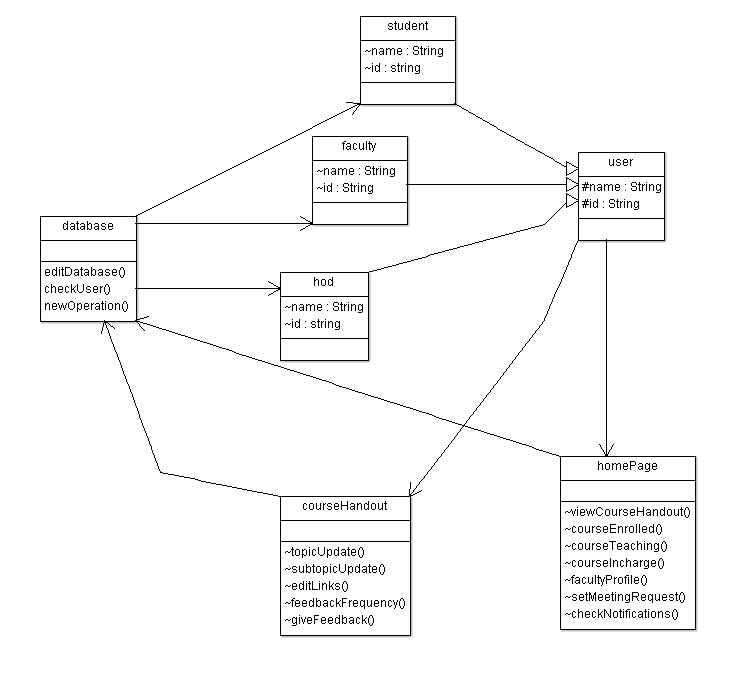 student
~name : String
~id : string
faculty
~name : String
~id : String
user
#name : String
#id : String
database
editDatabase()
checkUser()
newOperation()
hod
~name : String
~id : string
homePage
~viewCourseHandout()
~courseEnrolled()
~courseTeaching()
~courseIncharge()
~facultyProfile()
~setMeetingRequest()
~checkNotifications()
courseHandout
~topicUpdate()
~subtopicUpdate()
~editLinks()
~feedbackFrequency()
~giveFeedback()